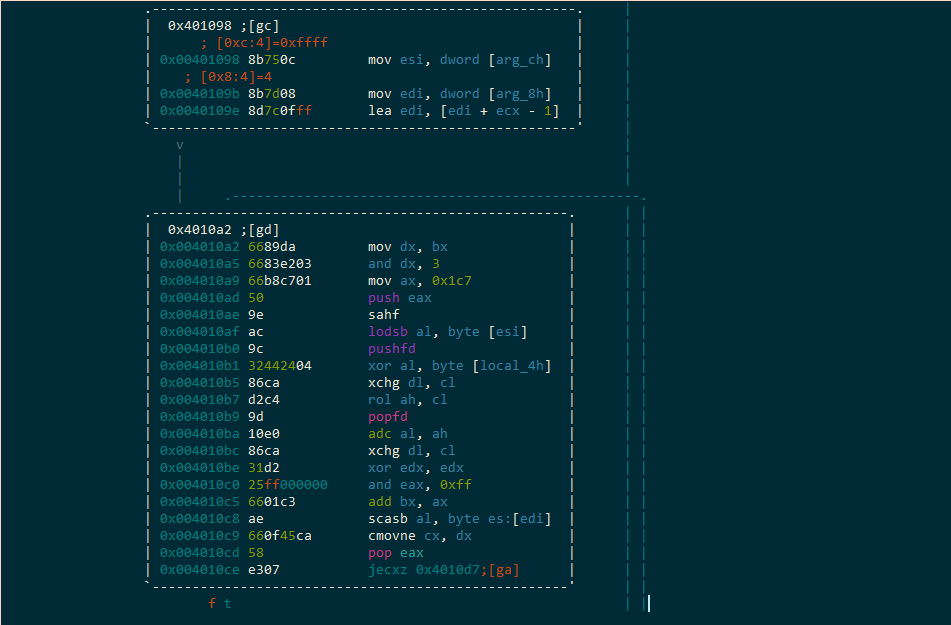 0x401098 ;[gc]
; [0xc:4]=0xffff
0x00401098 8b750c mov esi, dword [arg_ch]
; [0x8:4]=4
0x0040109b 8b7d08 mov edi, dword [arg_8h]
0x0040109e 8d7c0fff lea edi, [edi + ecx - 1]
v
0x4010a2 ;[gd]
0x004010a2 6689da mov dx, bx
0x004010a5 6683e203 and dx, 3
0x004010a9 66b8c701 mov ax, 0x1c7
0x004010ad 50 push eax
0x004010ae 9e sahf
0x004010af ac lodsb al, byte [esi]
0x004010b0 9c pushfd
0x004010b1 32442404 xor al, byte [local_4h]
0x004010b5 86ca xchg dl, cl
0x004010b7 d2c4 rol ah, cl
0x004010b9 9d popfd
0x004010ba 10e0 adc al, ah
0x004010bc 86ca xchg dl, cl
0x004010be 31d2 xor edx, edx
0x004010c0 25ff000000 and eax, 0xff
0x004010c5 6601c3 add bx, ax
0x004010c8 ae scasb al, byte es:[edi]
0x004010c9 660f45ca cmovne cx, dx
0x004010cd 58 pop eax
0x004010ce e307 jecxz 0x4010d7;[ga]
f t